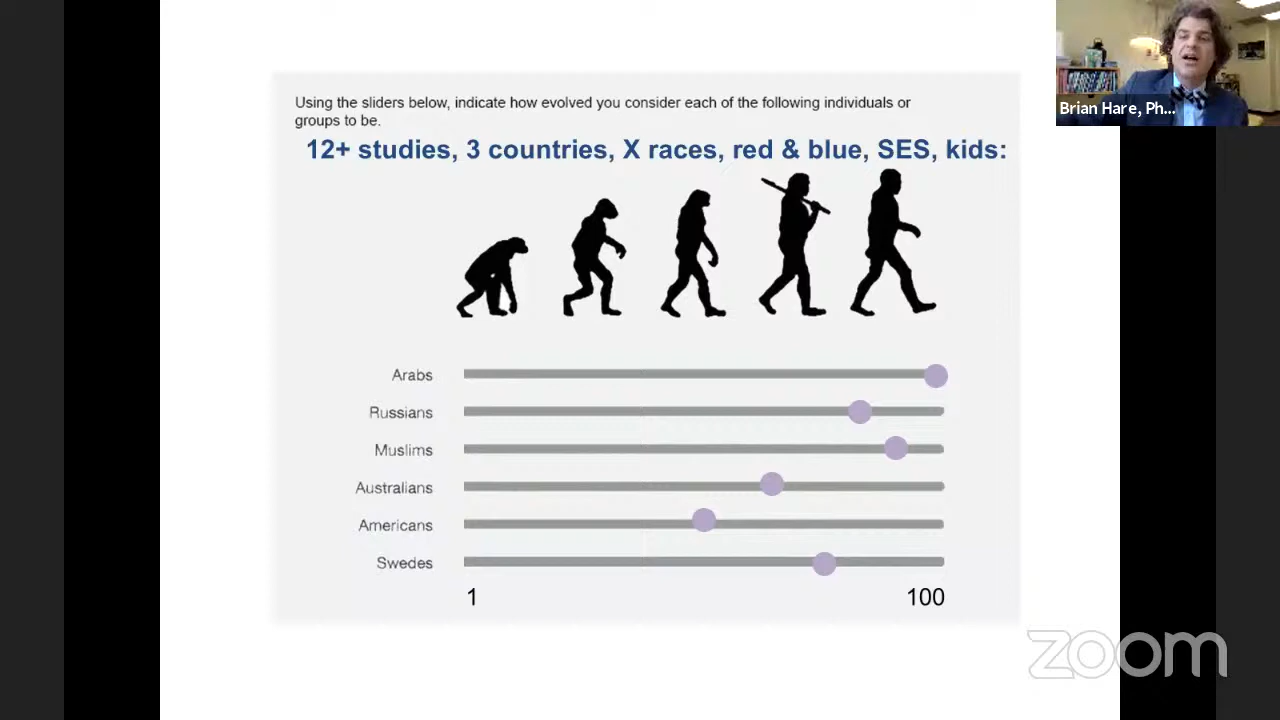 Using the sliders below, indicate how evolved you consider each of the following individuals or
groups to be.
12+ studies, 3 countries, X races, red & blue, SES, kids:
Arabs
Russians
Muslims
Australians
Americans
Swedes
1 100
Brian Hare, Ph...
zoom